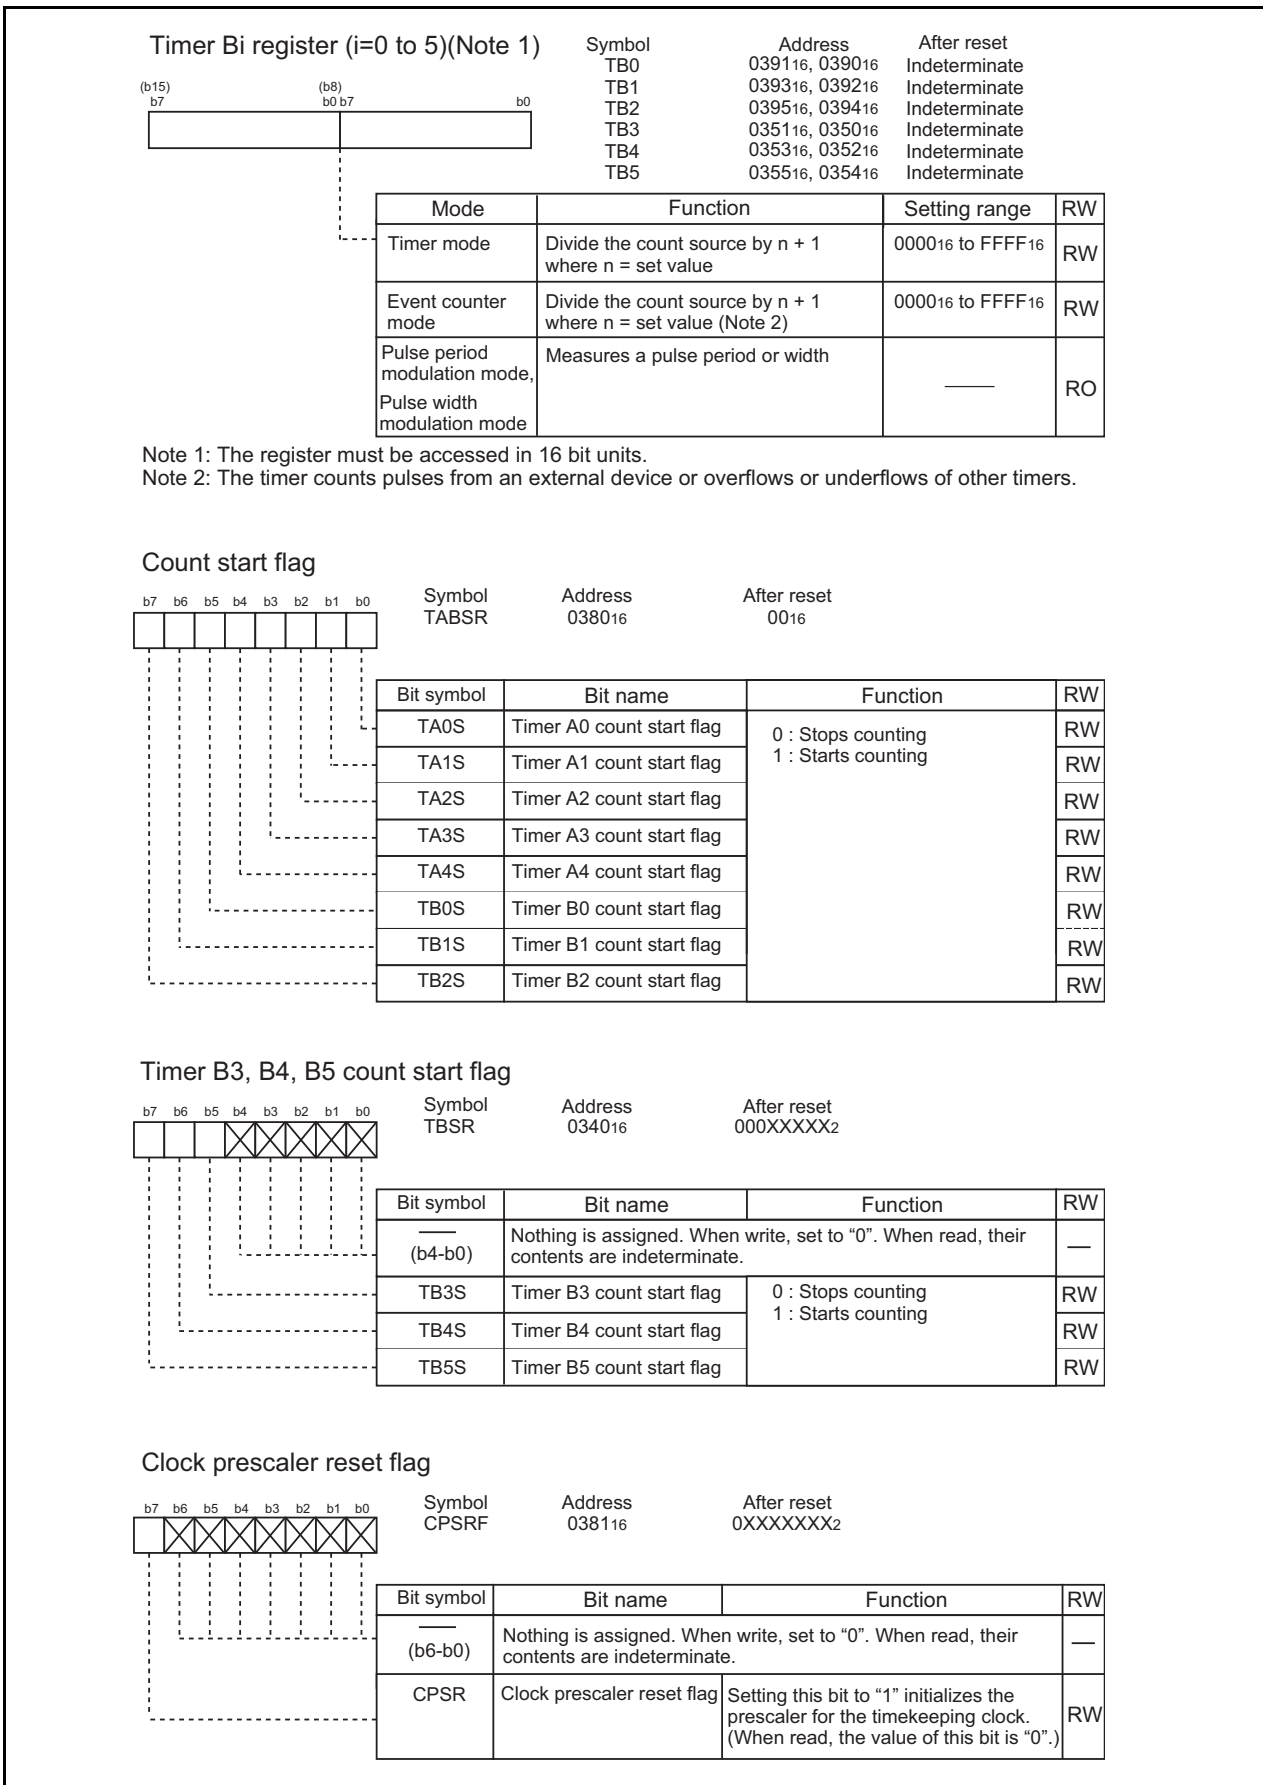 Timer Bi register (i=0 to 5)(Note 1)
Symbol Address After reset
TB0 039116, 039016 Indeterminate
TB1 039316, 039216 Indeterminate
TB2 039516, 039416 Indeterminate
TB3 035116, 035016 Indeterminate
TB4 035316, 035216 Indeterminate
TB5 035516, 035416 Indeterminate
(b15) (b8)
b7 b0 b7 b0
Mode Function Setting range RW
Timer mode Divide the count source by n + 1 000016 to FFFF16 RW
where n = set value
Event counter Divide the count source by n + 1 000016 to FFFF16 RW
mode where n = set value (Note 2)
Pulse period Measures a pulse period or width
modulation mode,
— RO
Pulse width
modulation mode
Note 1: The register must be accessed in 16 bit units.
Note 2: The timer counts pulses from an external device or overflows or underflows of other timers.
Count start flag
Symbol Address After reset
b7 b6 b5 b4 b3 b2 b1 b0
TABSR 038016 0016
Bit symbol Bit name Function RW
TA0S Timer A0 count start flag 0 : Stops counting RW
TA1S Timer A1 count start flag 1 : Starts counting RW
TA2S Timer A2 count start flag RW
TA3S Timer A3 count start flag RW
TA4S Timer A4 count start flag RW
TB0S Timer B0 count start flag RW
TB1S Timer B1 count start flag RW
TB2S Timer B2 count start flag RW
Timer B3, B4, B5 count start flag
Symbol Address After reset
b7 b6 b5 b4 b3 b2 b1 b0
TBSR 034016 000XXXXX2
Bit symbol Bit name Function RW
— Nothing is assigned. When write, set to “0”. When read, their —
(b4-b0) contents are indeterminate.
TB3S Timer B3 count start flag 0 : Stops counting RW
TB4S Timer B4 count start flag 1 : Starts counting RW
TB5S Timer B5 count start flag RW
Clock prescaler reset flag
Symbol Address After reset
b7 b6 b5 b4 b3 b2 b1 b0
CPSRF 038116 0XXXXXXX2
Bit symbol Bit name Function RW
— Nothing is assigned. When write, set to “0”. When read, their —
(b6-b0) contents are indeterminate.
CPSR Clock prescaler reset flag Setting this bit to “1” initializes the
prescaler for the timekeeping clock. RW
(When read, the value of this bit is “0”.)